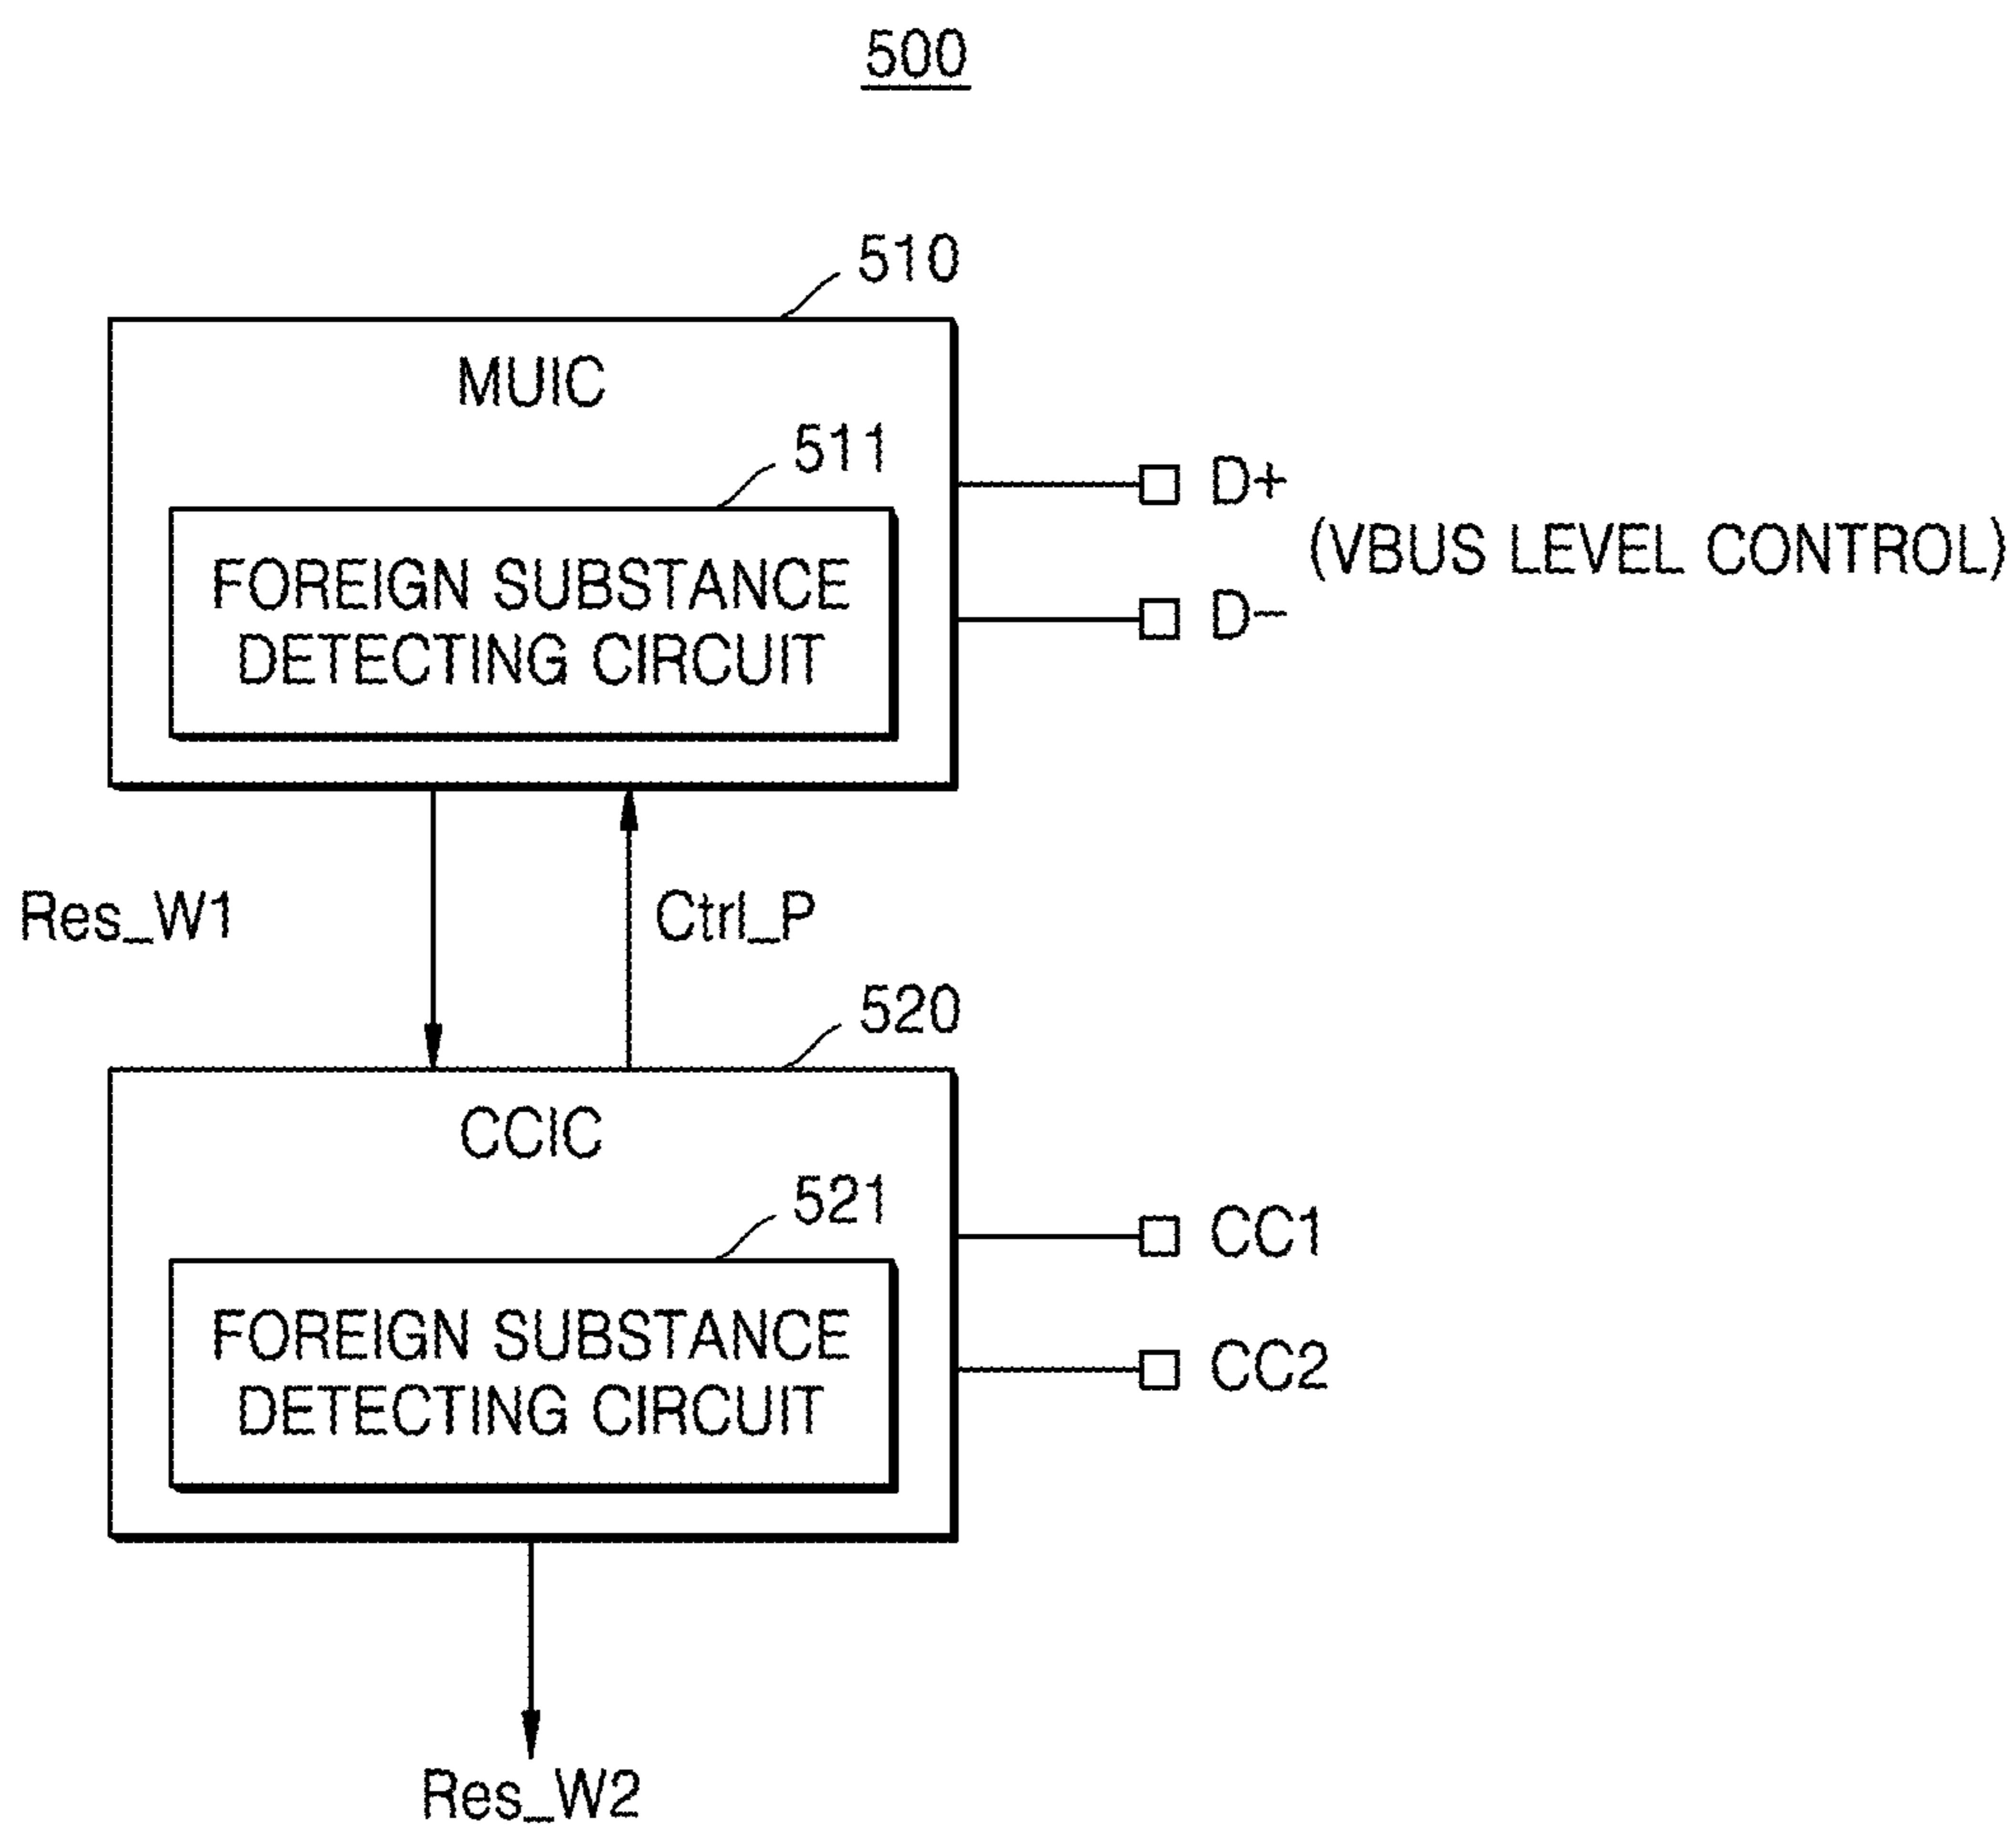 500
510
MUIC
511
FOREIGN SUBSTANCE
DETECTING CIRCUIT
D+
(VBUS LEVEL CONTROL)
D-
Res_W1
Ctrl_P
520
CCIC
521
FOREIGN SUBSTANCE
DETECTING CIRCUIT
CC1
CC2
Res_W2